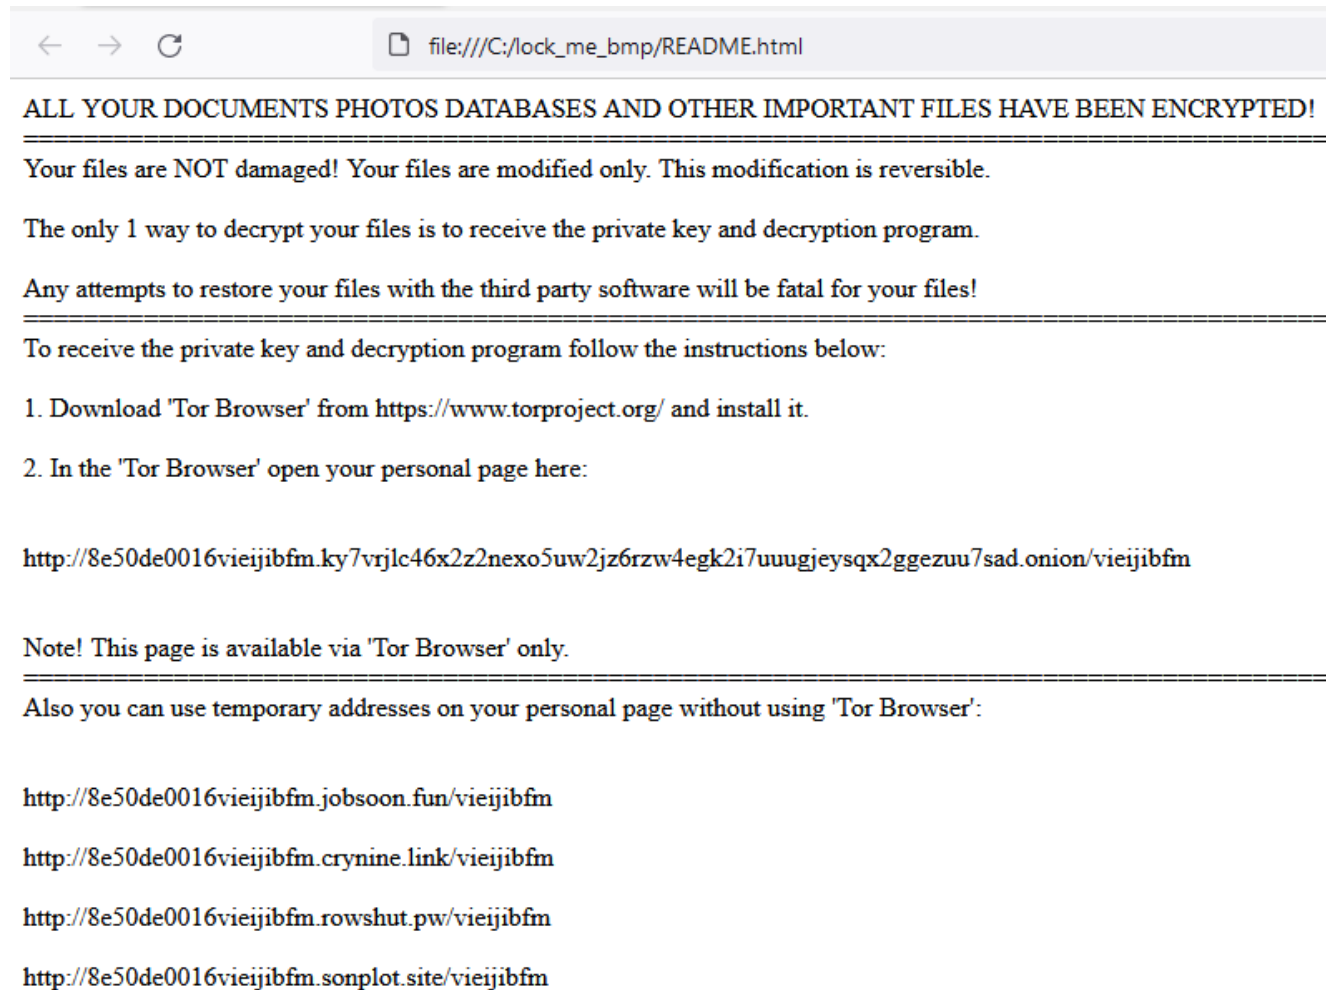 file:///C:/lock_me_bmp/README.html
ALL YOUR DOCUMENTS PHOTOS DATABASES AND OTHER IMPORTANT FILES HAVE BEEN ENCRYPTED!
Your files are NOT damaged! Your files are modified only. This modification is reversible.
The only 1 way to decrypt your files is to receive the private key and decryption program.
Any attempts to restore your files with the third party software will be fatal for your files!
To receive the private key and decryption program follow the instructions below:
1. Download 'Tor Browser' from https://www.torproject.org/ and install it.
2. In the 'Tor Browser' open your personal page here:
http://8e50de0016vieijibfm.ky7vrjlc46x2z2nexo5uw2jz6rzw4egk2i7uuugjeysqx2ggezuu7sad.onion/vieijibfm
Note! This page is available via 'Tor Browser' only.
Also you can use temporary addresses on your personal page without using 'Tor Browser':
http://8e50de0016vieijibfm.jobsoon.fun/vieijibfm
http://8e50de0016vieijibfm.crynine.link/vieijibfm
http://8e50de0016vieijibfm.rowshut.pw/vieijibfm
http://8e50de0016vieijibfm.sonplot.site/vieijibfm